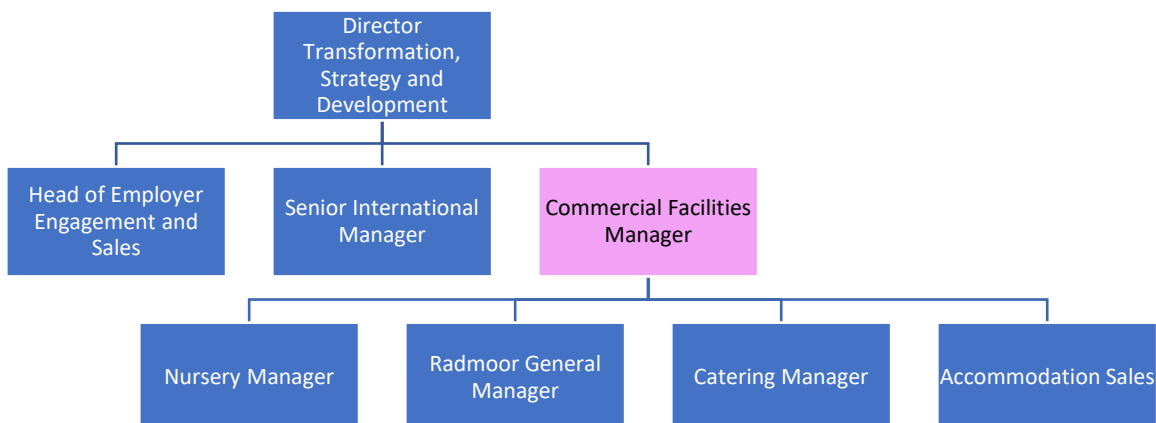 Director
Transformation,
Strategy and
Development
Head of Employer
Engagement and
Sales
Senior International
Manager
Commercial Facilities
Manager
Nursery Manager
Radmoor General
Manager
Catering Manager
Accommodation Sales